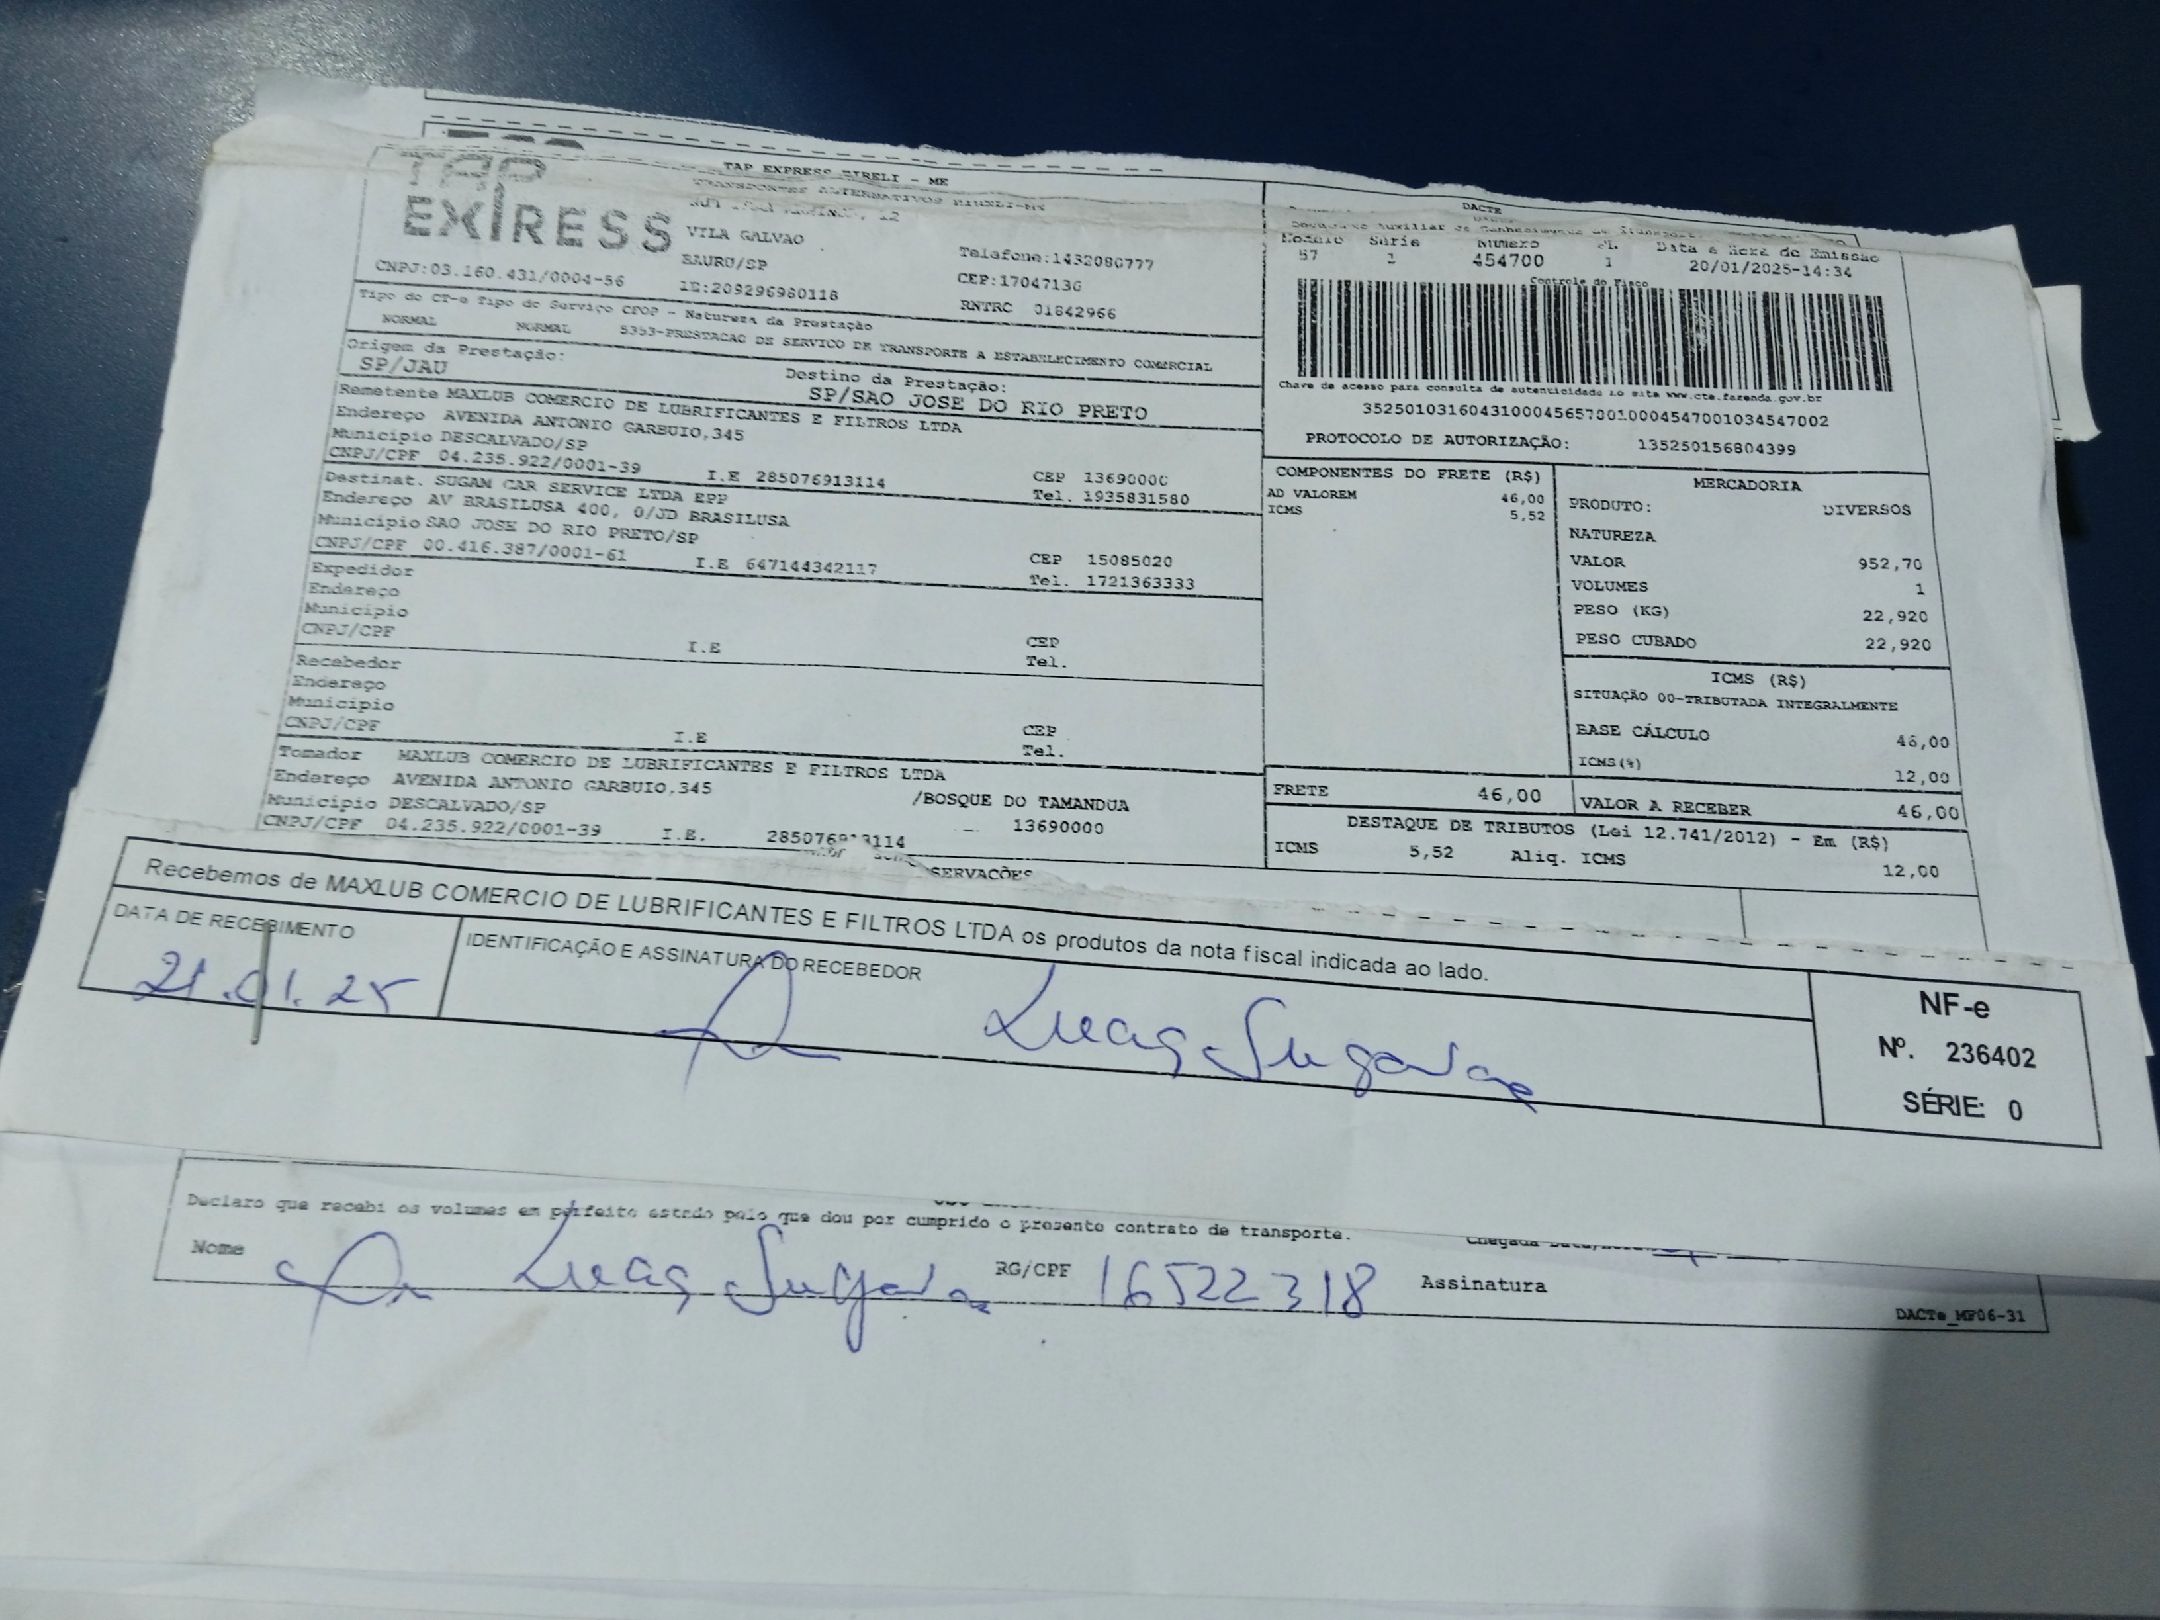 TAP EXPRESS EIRELI - ME
TRANSPORTES ALTERNATIVOS EIRELI-ME
TAP
EXPRESS
VILA GALVAO
BAURU/SP
Telefone:1432080777
CNPJ:03.160.431/0004-56
IE:209296980118
CEP:17047130
RNTRC 01842966
Tipo do CT-e Tipo do Serviço CFOP - Natureza da Prestação
NORMAL NORMAL 5353-PRESTACAO DE SERVICO DE TRANSPORTE A ESTABELECIMENTO COMERCIAL
Origem da Prestação:
SP/JAU
Destino da Prestação:
SP/SAO JOSE DO RIO PRETO
Remetente MAXLUB COMERCIO DE LUBRIFICANTES E FILTROS LTDA
Endereço AVENIDA ANTONIO GARBUIO,345
Município DESCALVADO/SP
CEP 13690000
CNPJ/CPF 04.235.922/0001-39 I.E 285076913114 Tel. 1935831580
Destinat. SUGAM CAR SERVICE LTDA EPP
Endereço AV BRASILUSA 400, 0/JD BRASILUSA
Município SAO JOSE DO RIO PRETO/SP CEP 15085020
CNPJ/CPF 00.416.387/0001-61 I.E 647144342117 Tel. 1721363333
Expedidor
Endereço
Município CEP
CNPJ/CPF I.E Tel.
Recebedor
Endereço
Município CEP
CNPJ/CPF I.E Tel.
Tomador MAXLUB COMERCIO DE LUBRIFICANTES E FILTROS LTDA
Endereço AVENIDA ANTONIO GARBUIO,345
/BOSQUE DO TAMANDUA
Município DESCALVADO/SP 13690000
CNPJ/CPF 04.235.922/0001-39 I.E.
DACTE
Modelo Série Número FL Data e Hora de Emissão
57 1 454700 1 20/01/2025-14:34
Controle do Fisco
Chave de acesso para consulta de autenticidade no site www.cte.fazenda.gov.br
PROTOCOLO DE AUTORIZAÇÃO: 135250156804399
COMPONENTES DO FRETE (R$)
AD VALOREM 46,00
ICMS 5,52
MERCADORIA
PRODUTO: DIVERSOS
NATUREZA
VALOR 952,70
VOLUMES 1
PESO (KG) 22,920
PESO CUBADO 22,920
ICMS (R$)
SITUAÇÃO 00-TRIBUTADA INTEGRALMENTE
BASE CÁLCULO 46,00
ICMS(%) 12,00
FRETE 46,00
VALOR A RECEBER 46,00
DESTAQUE DE TRIBUTOS (Lei 12.741/2012) - Em (R$)
ICMS 5,52 Aliq. ICMS 12,00
SERVAÇÕES
Recebemos de MAXLUB COMERCIO DE LUBRIFICANTES E FILTROS LTDA os produtos da nota fiscal indicada ao lado.
DATA DE RECEBIMENTO
21.01.25
IDENTIFICAÇÃO E ASSINATURA DO RECEBEDOR
Lucas
NF-e
Nº. 236402
SÉRIE: 0
Declaro que recebi os volumes em perfeito estado pelo que dou por cumprido o presente contrato de transporte.
Nome Lucas RG/CPF 16522318 Assinatura
DACTe_MF06-31